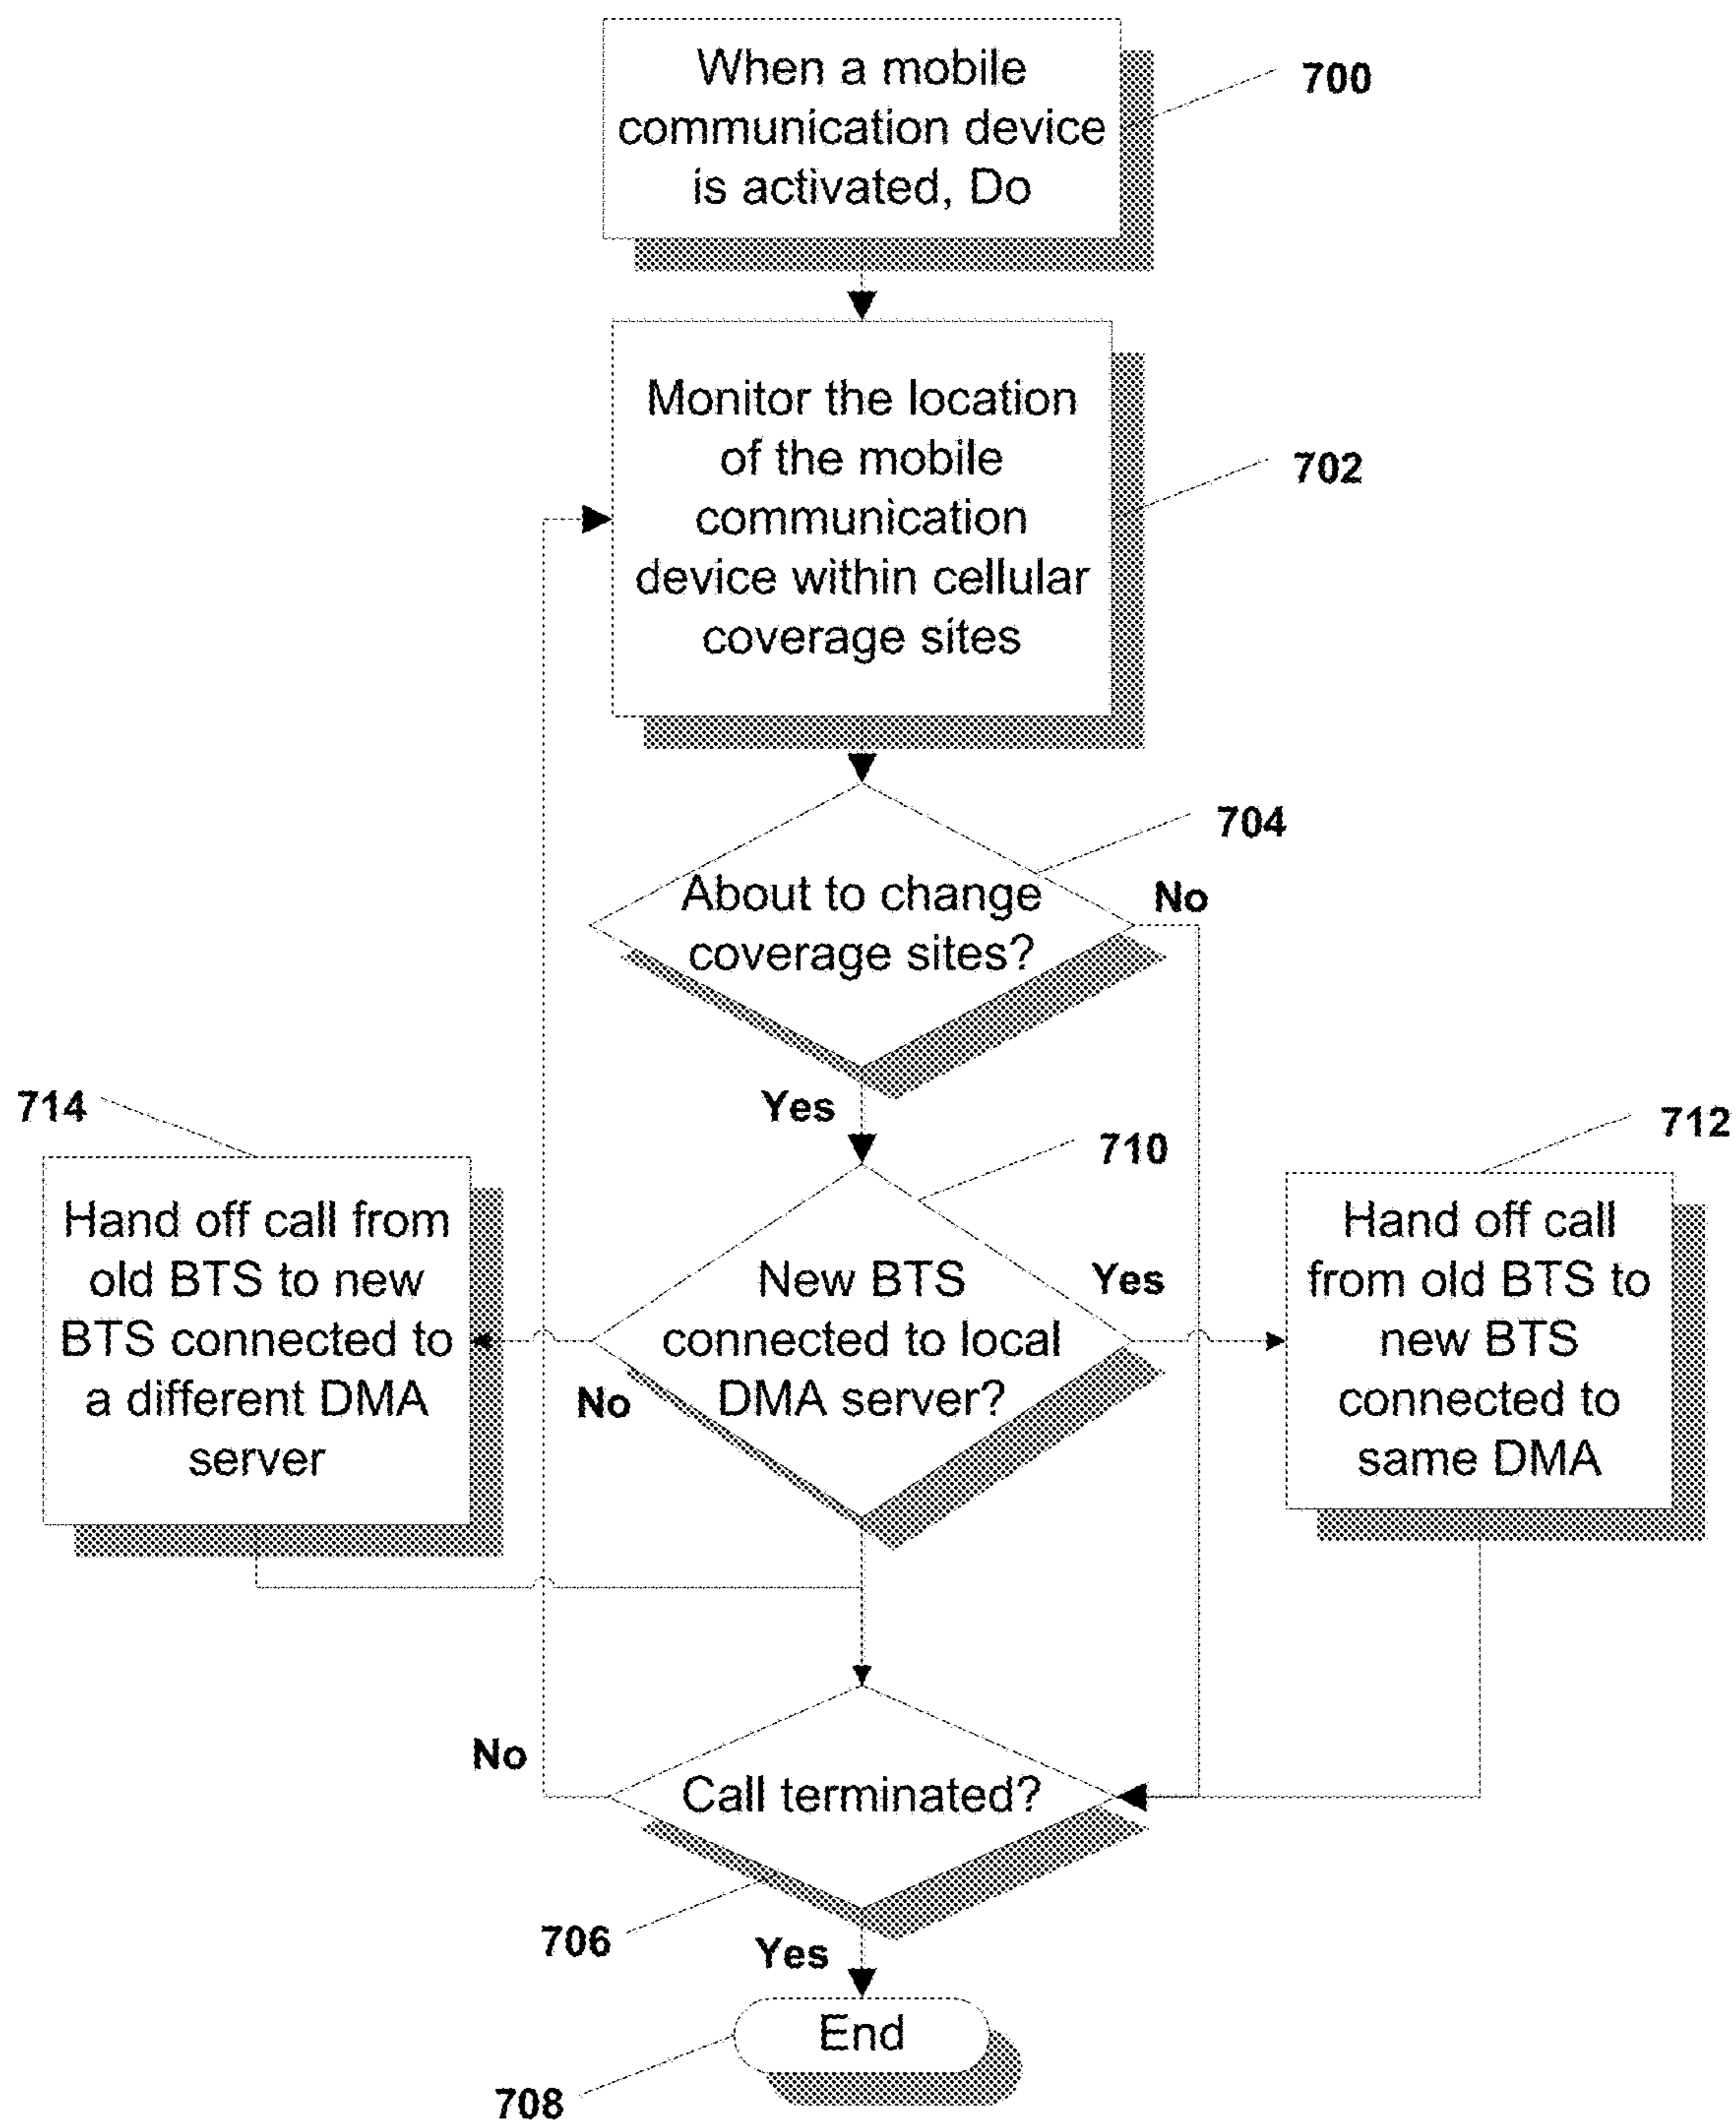 When a mobile
communication device
is activated, Do
700
Monitor the location
of the mobile
communication
device within cellular
coverage sites
702
704
About to change
coverage sites?
No
Yes
714
710
712
Hand off call from
old BTS to new
BTS connected to
a different DMA
server
New BTS
connected to local
DMA server?
No
Yes
Hand off call
from old BTS to
new BTS
connected to
same DMA
No
Call terminated?
706
Yes
End
708